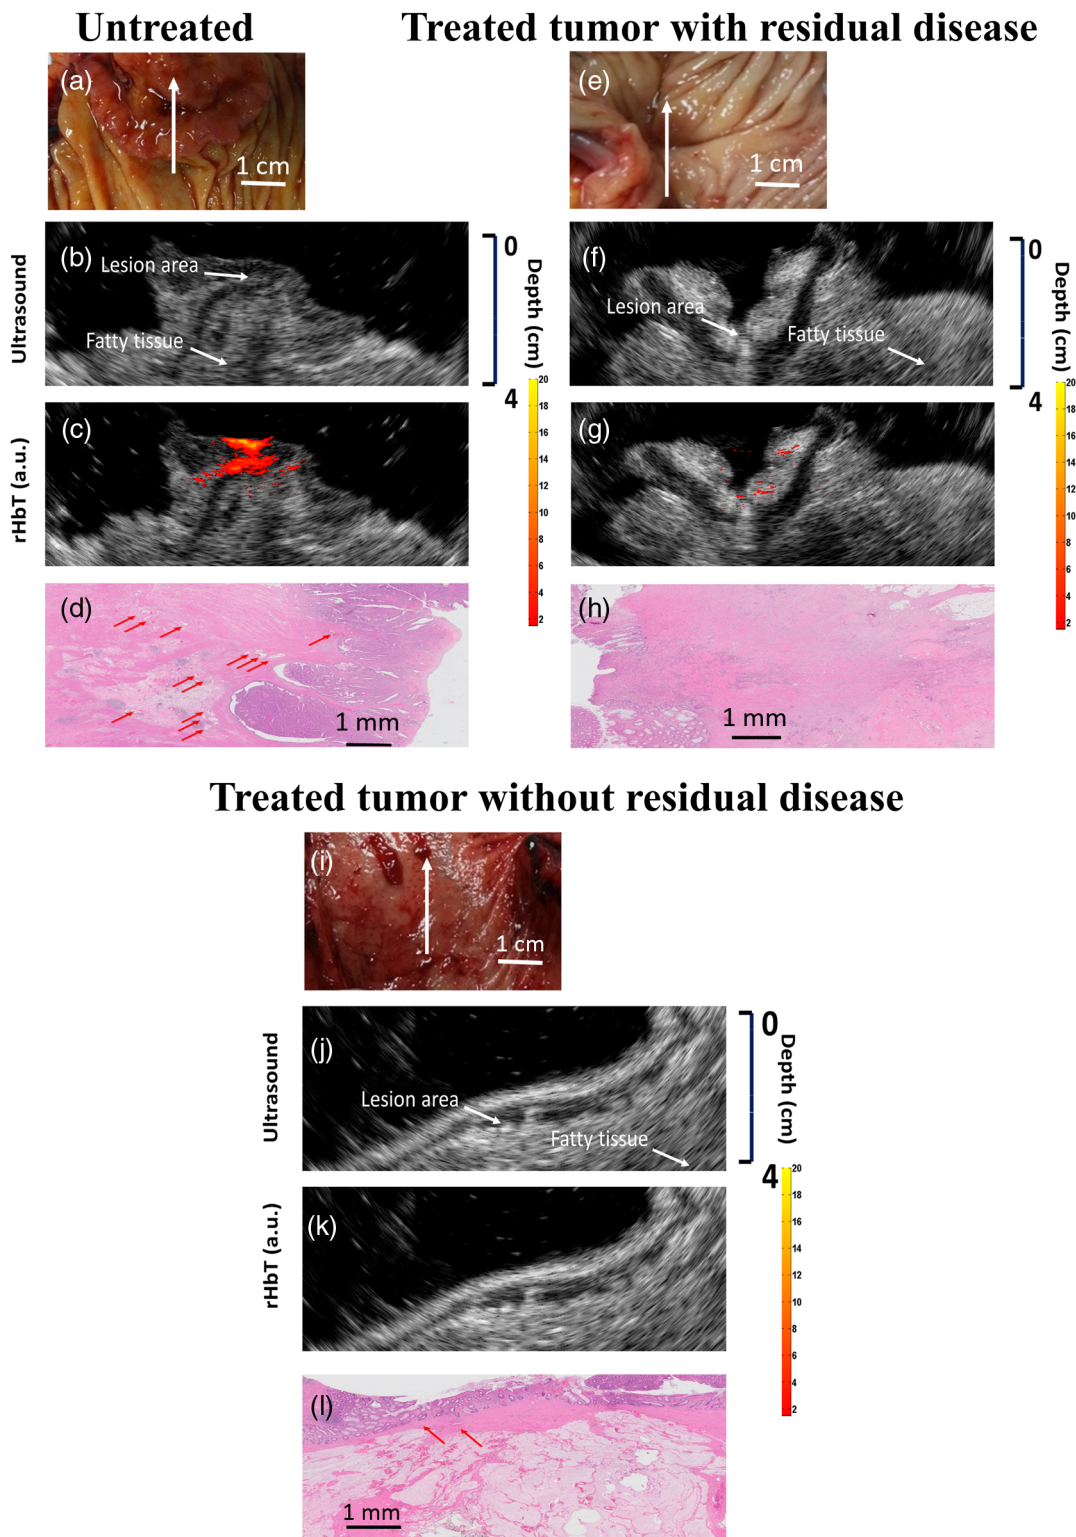 Untreated
Treated tumor with residual disease
(a)
1 cm
(e)
1 cm
Ultrasound
(b)
Lesion area
Fatty tissue
0
Depth (cm)
4
(f)
Lesion area
Fatty tissue
0
Depth (cm)
4
rHbT (a.u.)
(c)
20
18
16
14
12
10
8
6
4
2
(g)
20
18
16
14
12
10
8
6
4
2
(d)
1 mm
(h)
1 mm
Treated tumor without residual disease
(i)
1 cm
Ultrasound
(j)
Lesion area
Fatty tissue
0
Depth (cm)
4
rHbT (a.u.)
(k)
20
18
16
14
12
10
8
6
4
2
(l)
1 mm